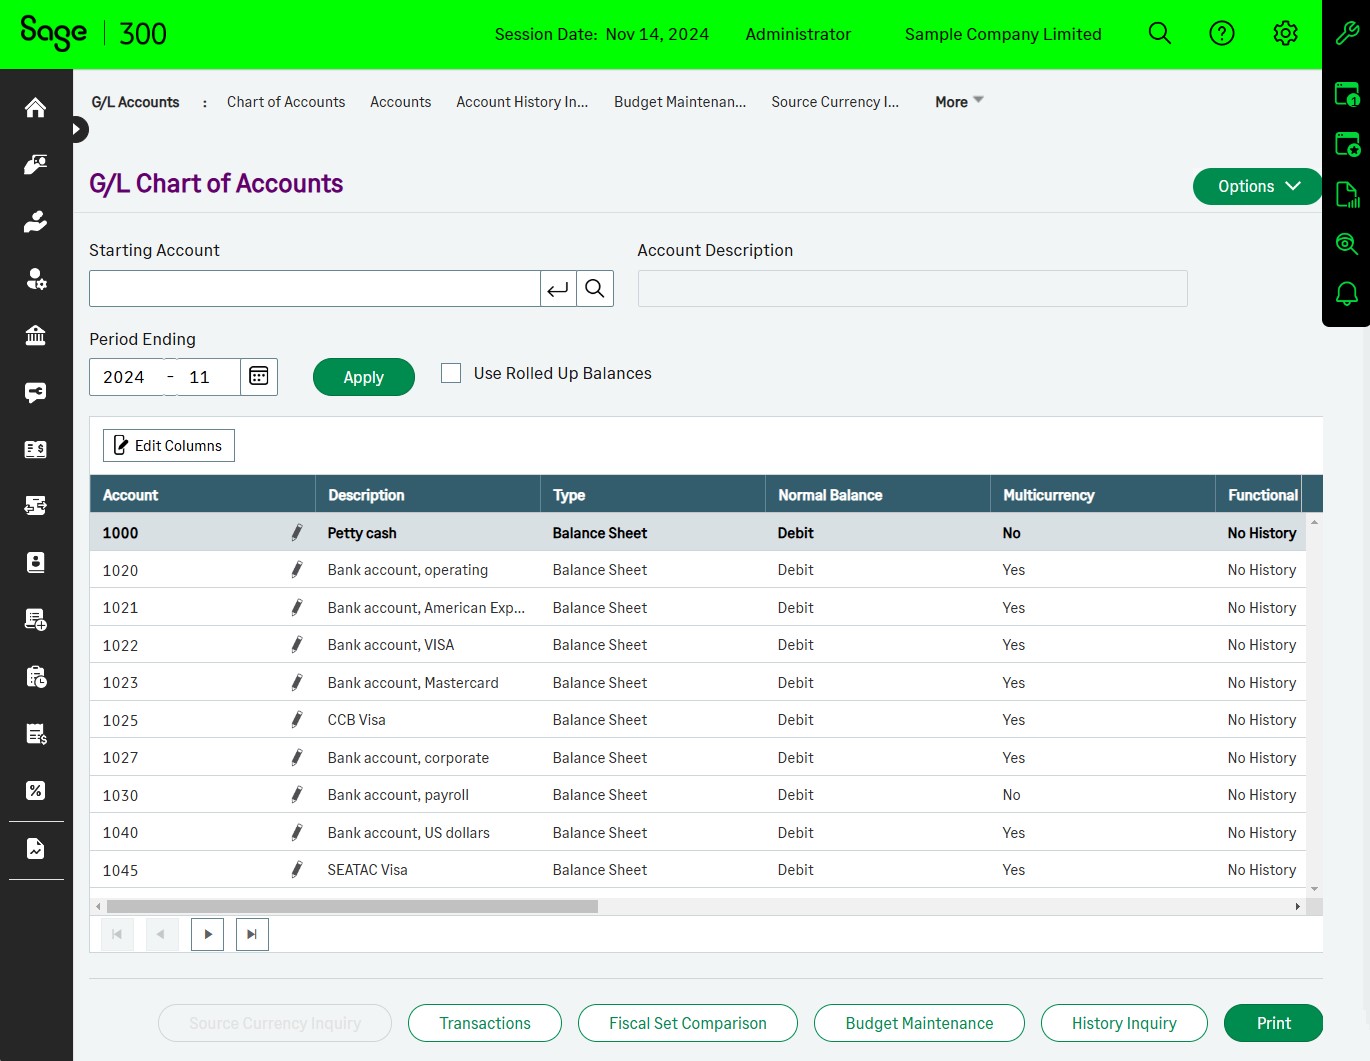 Sage 300 Session Date: Nov 14, 2024 Administrator Sample Company Limited
G/L Accounts : Chart of Accounts Accounts Account History In... Budget Maintenan... Source Currency I... More
1
G/L Chart of Accounts
Options
Starting Account Account Description
Period Ending
2024 - 11 Apply Use Rolled Up Balances
Edit Columns
Account Description Type Normal Balance Multicurrency Functional
1000 Petty cash Balance Sheet Debit No No History
1020 Bank account, operating Balance Sheet Debit Yes No History
1021 Bank account, American Exp... Balance Sheet Debit Yes No History
1022 Bank account, VISA Balance Sheet Debit Yes No History
1023 Bank account, Mastercard Balance Sheet Debit Yes No History
1025 CCB Visa Balance Sheet Debit Yes No History
1027 Bank account, corporate Balance Sheet Debit Yes No History
1030 Bank account, payroll Balance Sheet Debit No No History
1040 Bank account, US dollars Balance Sheet Debit Yes No History
1045 SEATAC Visa Balance Sheet Debit Yes No History
Source Currency Inquiry Transactions Fiscal Set Comparison Budget Maintenance History Inquiry Print